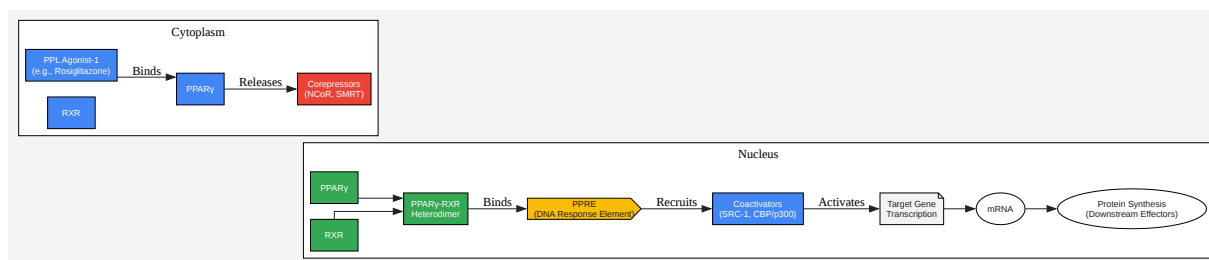 Cytoplasm
PPL Agonist-1
(e.g., Rosiglitazone)
Binds
PPARγ
Releases
Corepressors
(NCoR, SMRT)
RXR
Nucleus
PPARγ
RXR
PPARγ-RXR
Heterodimer
Binds
PPRE
(DNA Response Element)
Recruits
Coactivators
(SRC-1, CBP/p300)
Activates
Target Gene
Transcription
mRNA
Protein Synthesis
(Downstream Effectors)